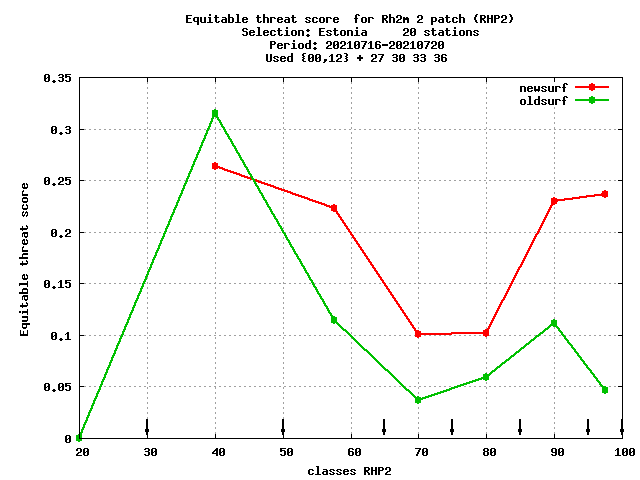 Equitable threat score  for Rh2m 2 patch (RHP2)
Selection: Estonia     20 stations
Period: 20210716-20210720
Used {00,12} + 27 30 33 36
newsurf
oldsurf
0.35
0.3
0.25
0.2
0.15
0.1
0.05
0
Equitable threat score
20 30 40 50 60 70 80 90 100
classes RHP2